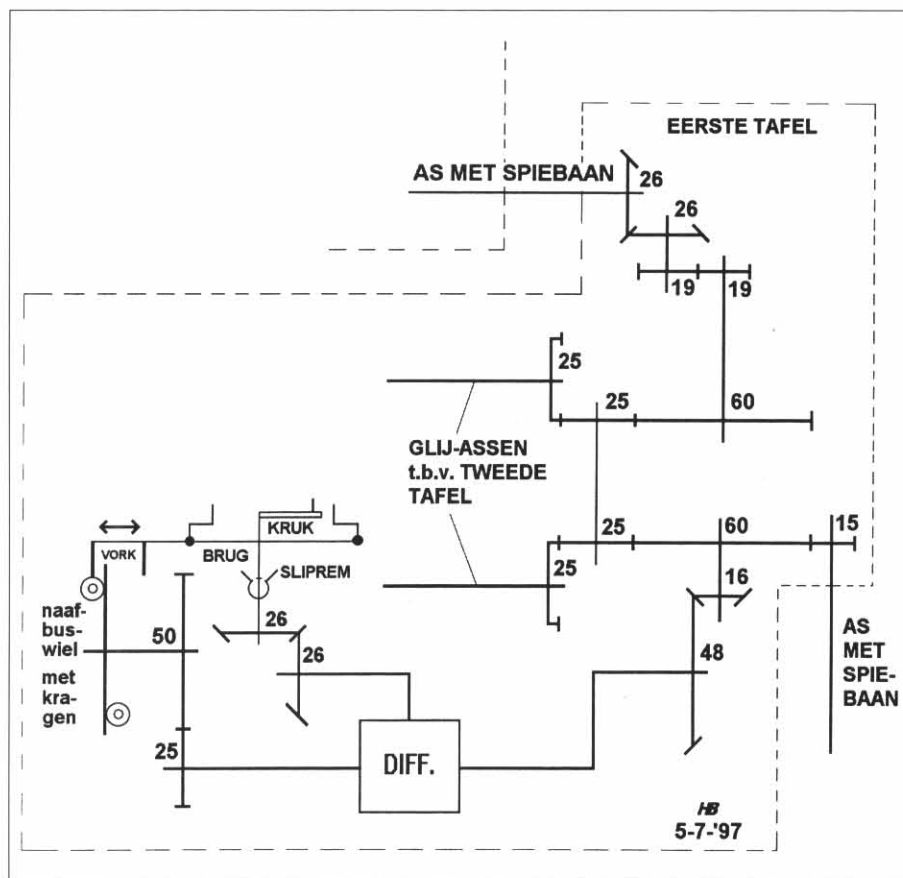 EERSTE TAFEL
AS MET SPIEBAAN
26
26
19
19
25
25
60
GLIJ-ASSEN
t.b.v. TWEEDE
TAFEL
KRUK
VORK
BRUG
SLIPREM
25
60
15
25
16
naaf-
bus-
wiel
met
kra-
gen
50
26
26
48
AS
MET
SPIE-
BAAN
25
DIFF.
HB
5-7-'97